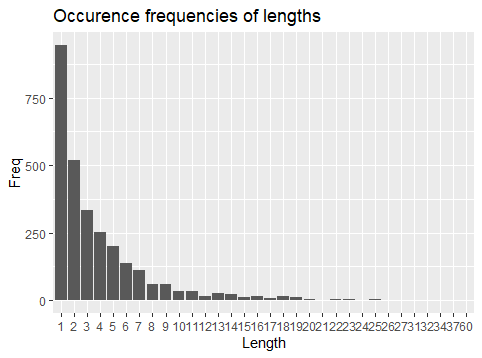 Occurence frequencies of lengths
Freq
750
500
250
0
1 2 3 4 5 6 7 8 9 10 11 12 13 14 15 16 17 18 19 20 21 22 23 24 25 26 27 31 32 34 37 60
Length